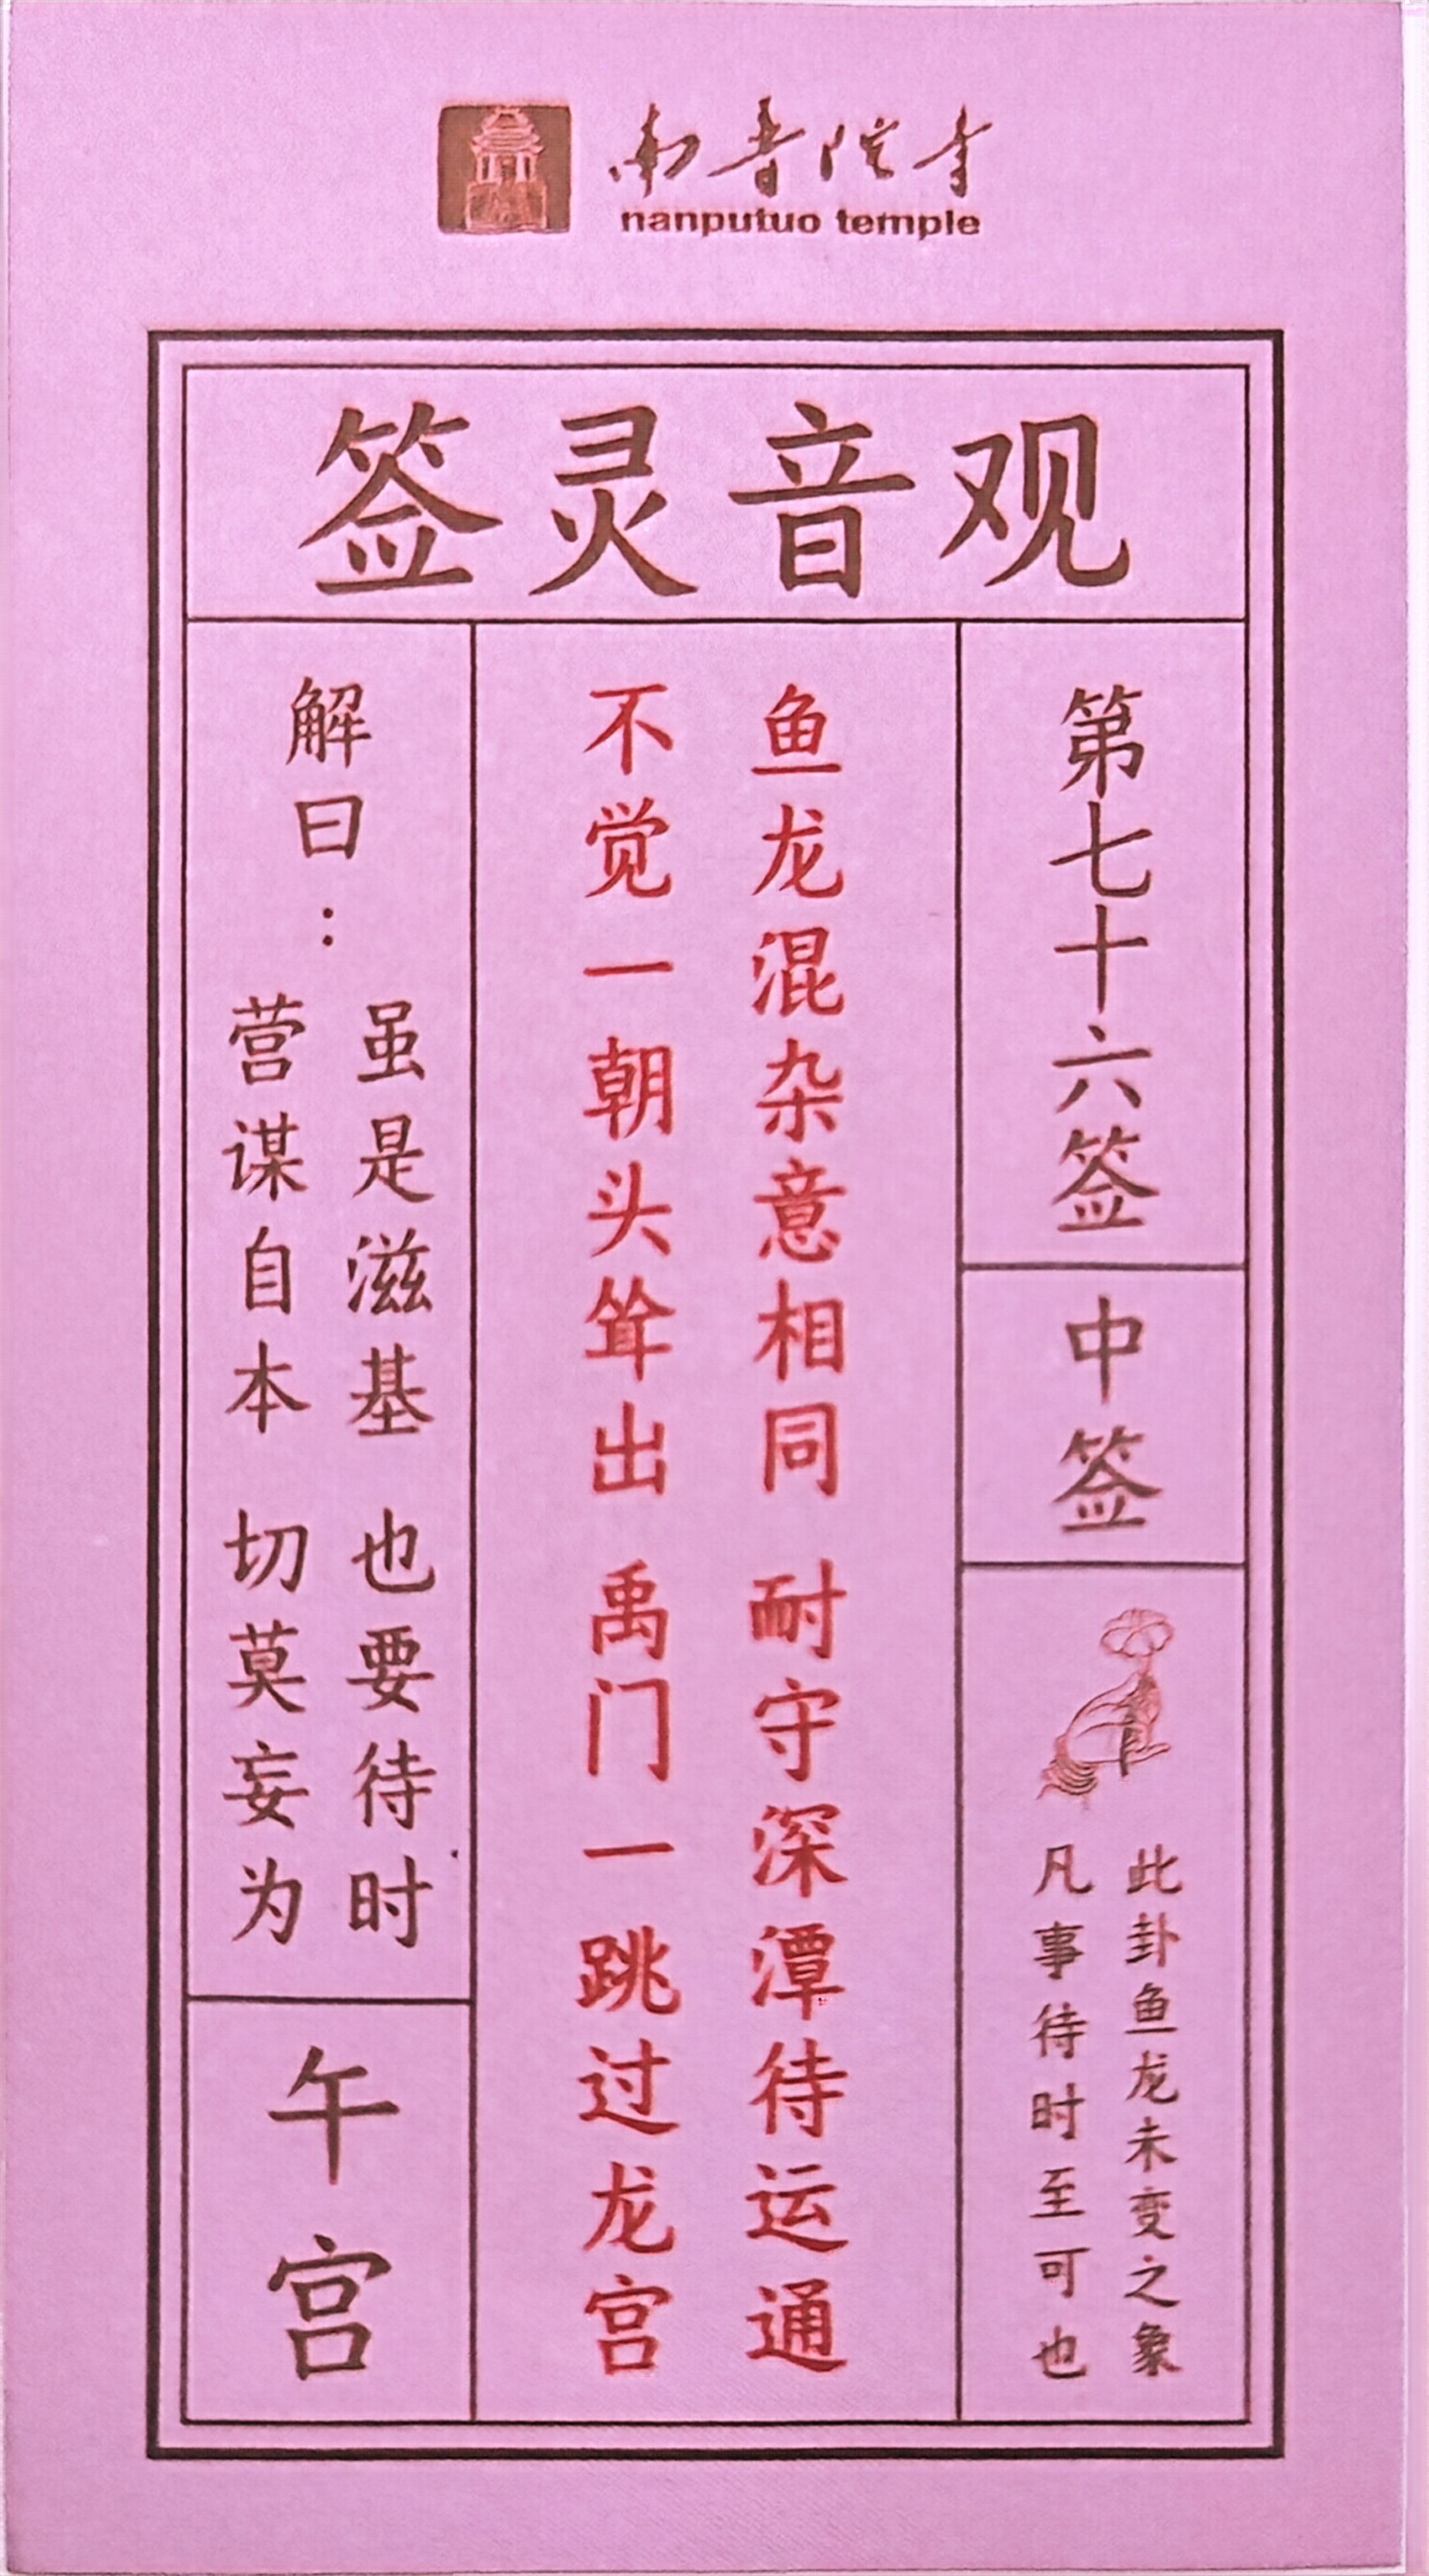 南普陀寺
nanputuo temple
观音灵签
第七十六签
中签
此卦鱼龙未变之象
凡事待时至可也
鱼龙混杂意相同 耐守深潭待运通
不觉一朝头耸出 禹门一跳过龙宫
解曰：
虽是滋基 也要待时
营谋自本 切莫妄为
午宫